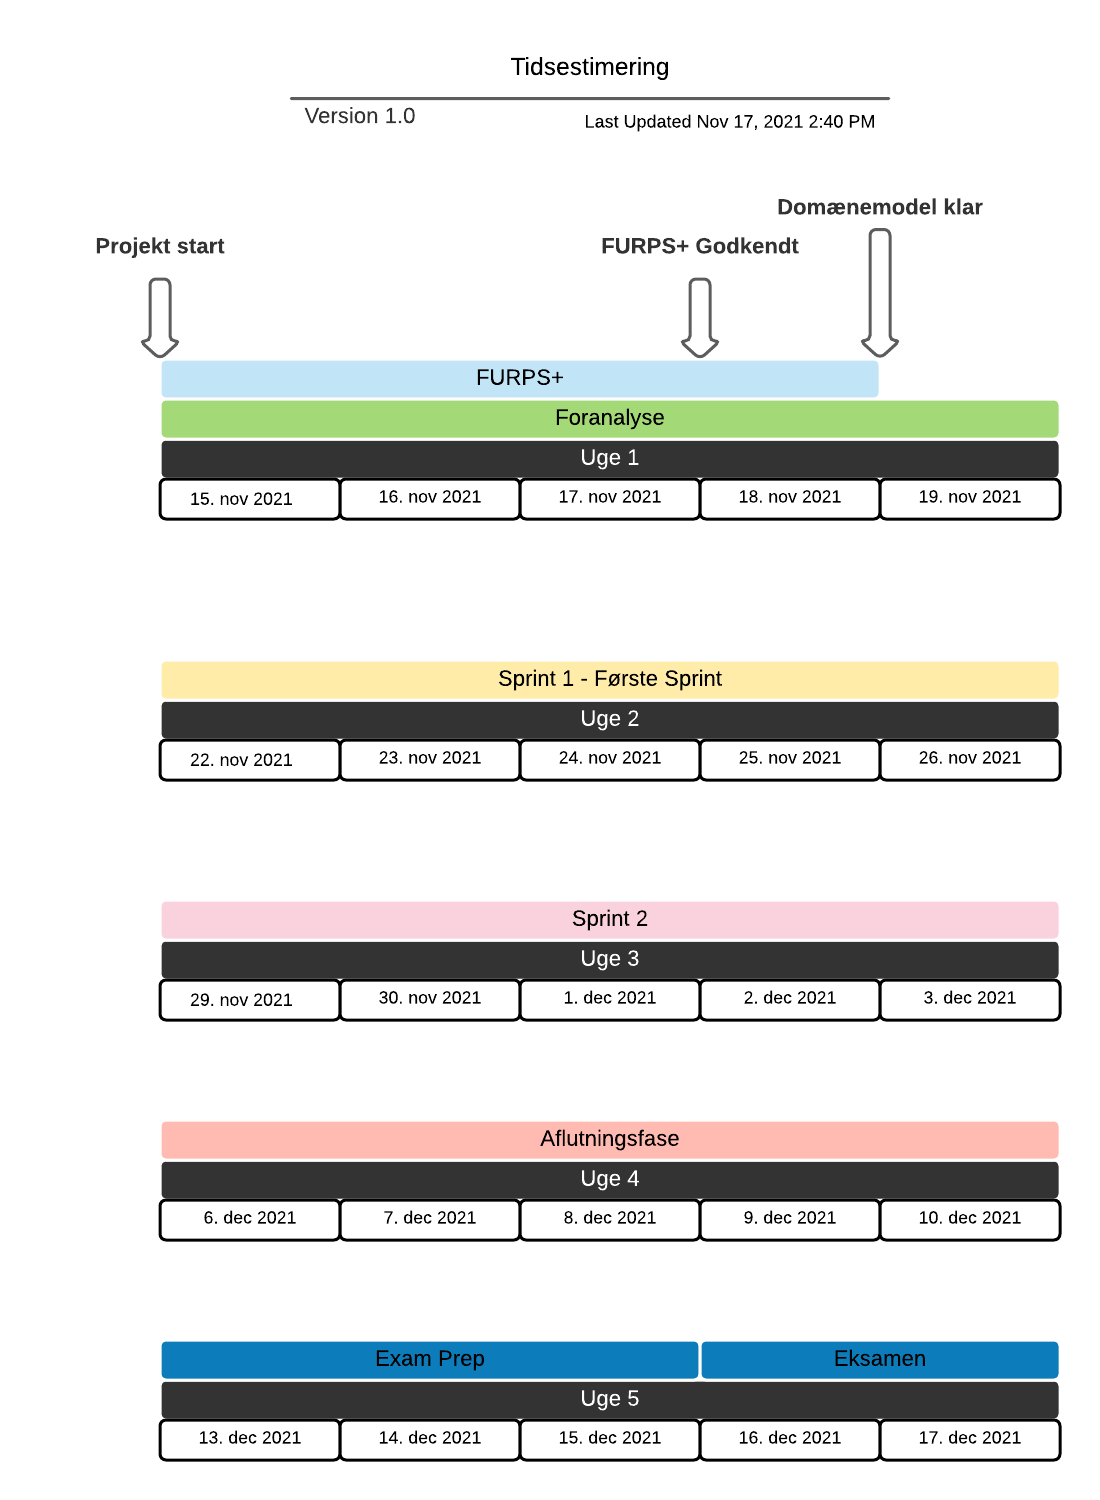 Tidsestimering
Version 1.0
Last Updated Nov 17, 2021 2:40 PM
Domænemodel klar
Projekt start
FURPS+ Godkendt
FURPS+
Foranalyse
Uge 1
15. nov 2021
16. nov 2021
17. nov 2021
18. nov 2021
19. nov 2021
Sprint 1 - Første Sprint
Uge 2
22. nov 2021
23. nov 2021
24. nov 2021
25. nov 2021
26. nov 2021
Sprint 2
Uge 3
29. nov 2021
30. nov 2021
1. dec 2021
2. dec 2021
3. dec 2021
Aflutningsfase
Uge 4
6. dec 2021
7. dec 2021
8. dec 2021
9. dec 2021
10. dec 2021
Exam Prep
Eksamen
Uge 5
13. dec 2021
14. dec 2021
15. dec 2021
16. dec 2021
17. dec 2021